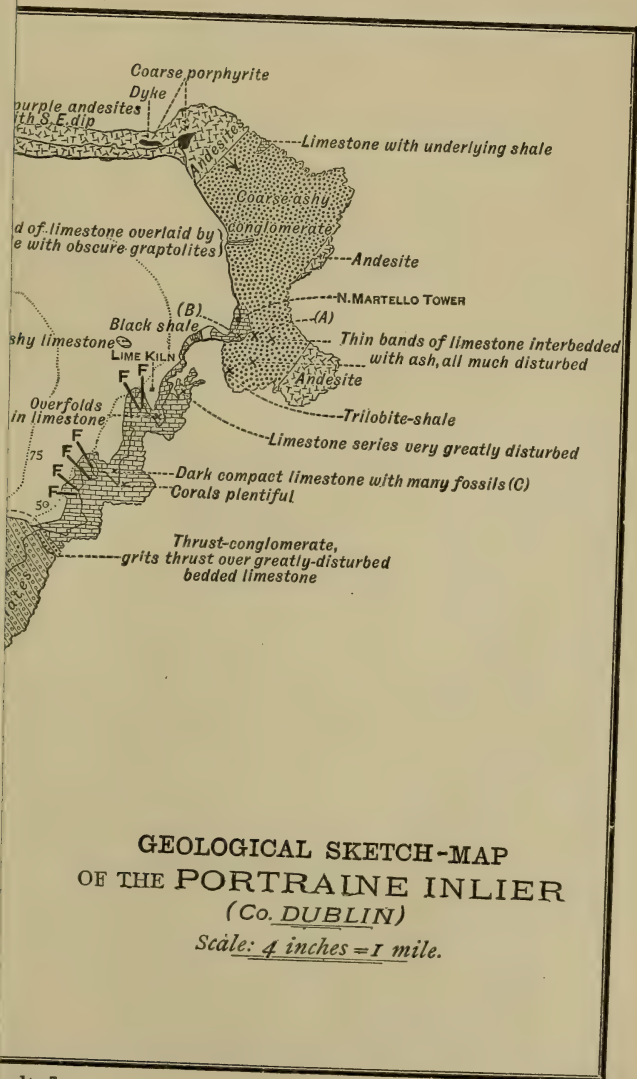 Coarse porphyrite
Dyke
purple andesites
ith S.E. dip
Andesites
Limestone with underlying shale
Coarse ashy
conglomerate
d of limestone overlaid by
e with obscure graptolites
Andesite
N. MARTELLO TOWER
(B)
(A)
Black shale
Thin bands of limestone interbedded
with ash, all much disturbed
shy limestone
LIME KILN
F F
Andesite
Overfolds
in limestone
Trilobite-shale
Limestone series very greatly disturbed
F
F
75
F
Dark compact limestone with many fossils (C)
F
Corals plentiful
50
Thrust-conglomerate,
grits thrust over greatly-disturbed
bedded limestone
ates
GEOLOGICAL SKETCH-MAP
OF THE PORTRAINE INLIER
(Co. DUBLIN)
Scale: 4 inches = 1 mile.